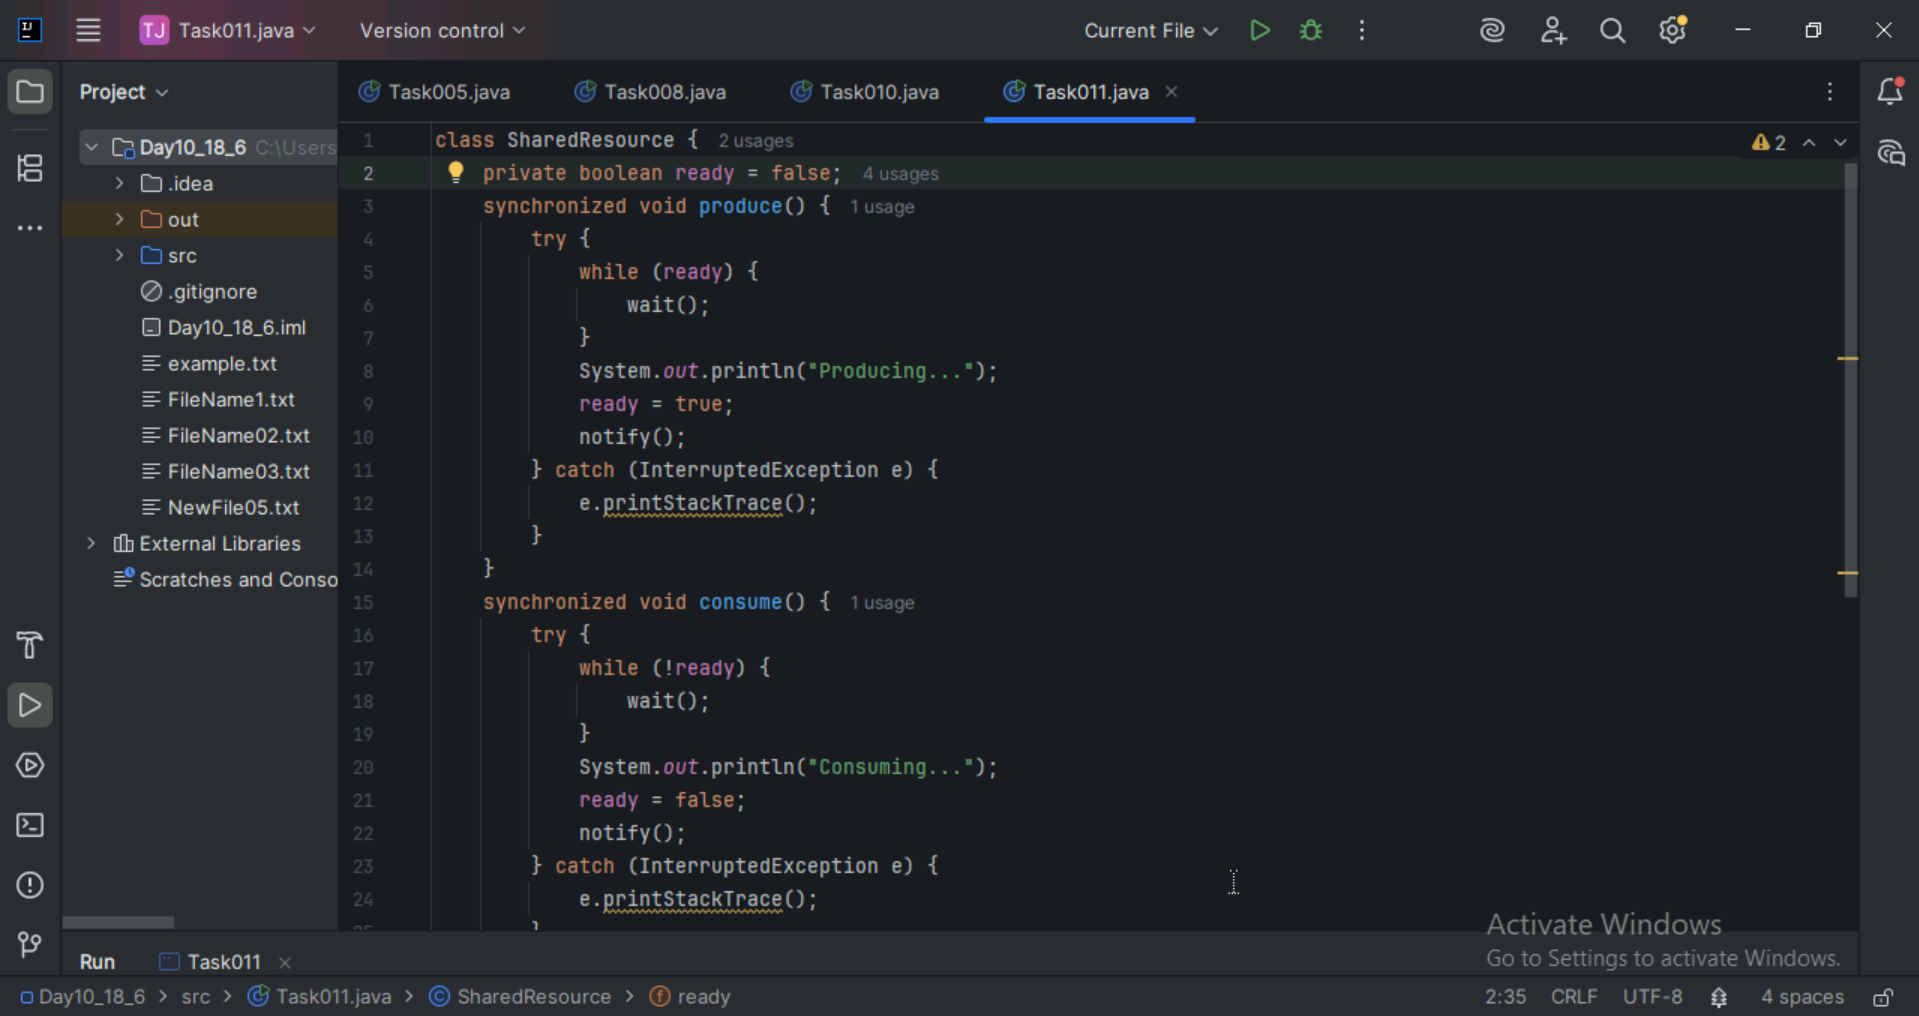 TJ Task011.java Version control Current File
Project
Task005.java Task008.java Task010.java Task011.java
Day10_18_6 C:\Users
.idea
out
src
.gitignore
Day10_18_6.iml
example.txt
FileName1.txt
FileName02.txt
FileName03.txt
NewFile05.txt
External Libraries
Scratches and Conso
1 class SharedResource { 2 usages
2 private boolean ready = false; 4 usages
3 synchronized void produce() { 1 usage
4 try {
5 while (ready) {
6 wait();
7 }
8 System.out.println("Producing...");
9 ready = true;
10 notify();
11 } catch (InterruptedException e) {
12 e.printStackTrace();
13 }
14 }
15 synchronized void consume() { 1 usage
16 try {
17 while (!ready) {
18 wait();
19 }
20 System.out.println("Consuming...");
21 ready = false;
22 notify();
23 } catch (InterruptedException e) {
24 e.printStackTrace();
25 }
2
Activate Windows
Go to Settings to activate Windows.
Run Task011
Day10_18_6 > src > Task011.java > SharedResource > ready
2:35 CRLF UTF-8 4 spaces